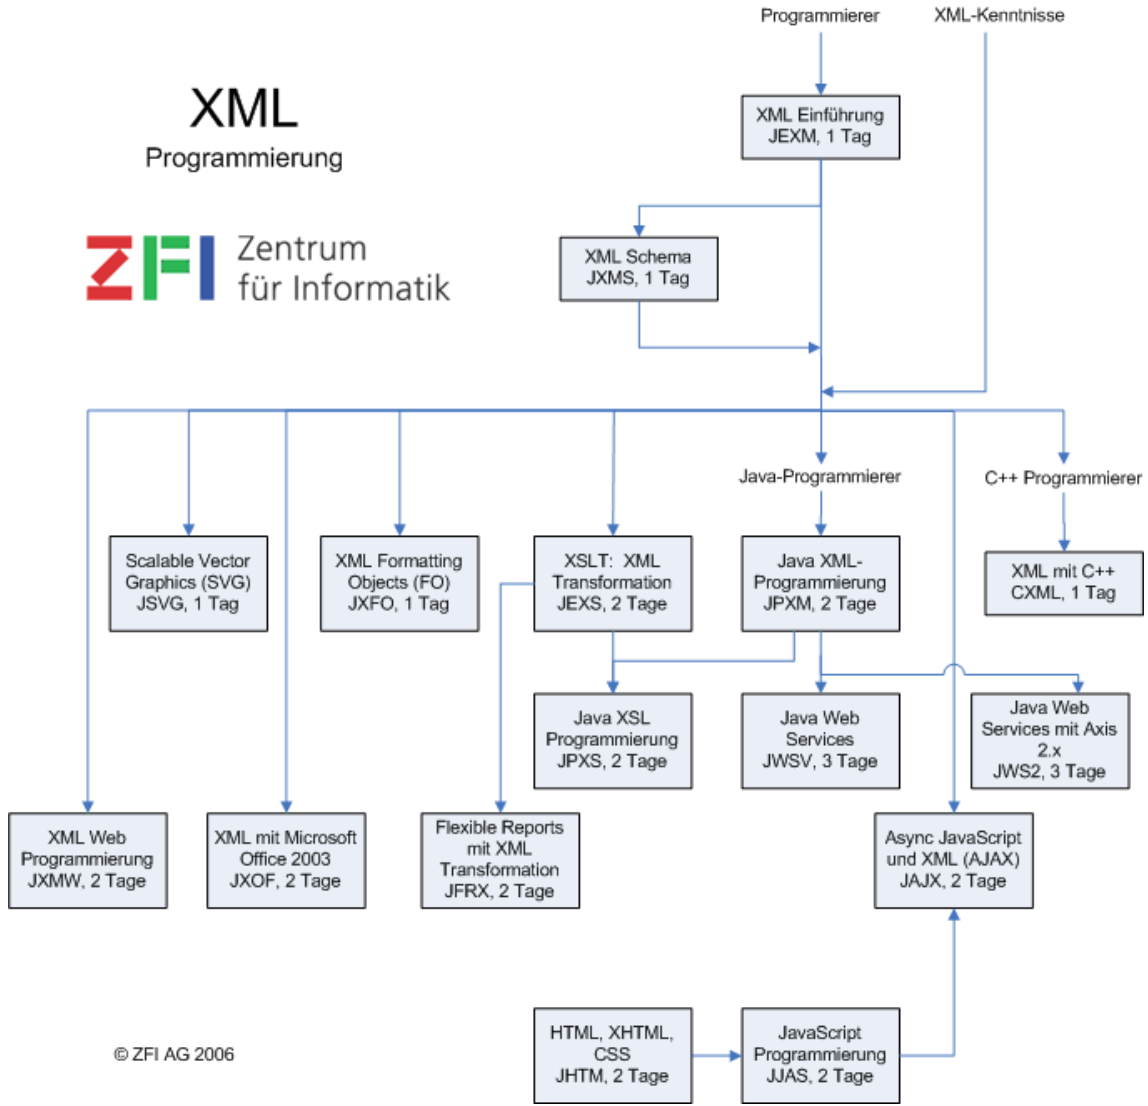 Programmierer
XML-Kenntnisse
XML
Programmierung
XML Einführung
JEXM, 1 Tag
ZFI Zentrum
für Informatik
XML Schema
JXMS, 1 Tag
Java-Programmierer
C++ Programmierer
Scalable Vector
Graphics (SVG)
JSVG, 1 Tag
XML Formatting
Objects (FO)
JXFO, 1 Tag
XSLT: XML
Transformation
JEXS, 2 Tage
Java XML-
Programmierung
JPXM, 2 Tage
XML mit C++
CXML, 1 Tag
Java XSL
Programmierung
JPXS, 2 Tage
Java Web
Services
JWSV, 3 Tage
Java Web
Services mit Axis
2.x
JWS2, 3 Tage
XML Web
Programmierung
JXMW, 2 Tage
XML mit Microsoft
Office 2003
JXOF, 2 Tage
Flexible Reports
mit XML
Transformation
JFRX, 2 Tage
Async JavaScript
und XML (AJAX)
JAJX, 2 Tage
HTML, XHTML,
CSS
JHTM, 2 Tage
JavaScript
Programmierung
JJAS, 2 Tage
© ZFI AG 2006